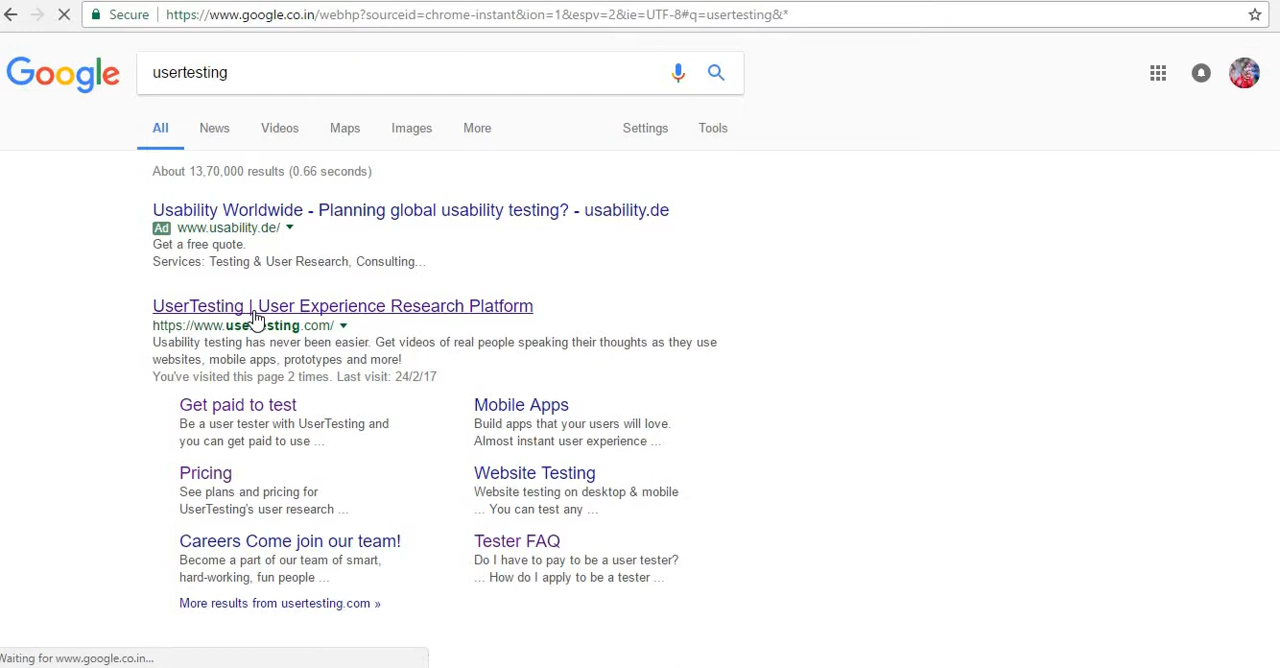 Secure | https://www.google.co.in/webhp?sourceid=chrome-instant&ion=1&espv=2&ie=UTF-8#q=usertesting&*
Google usertesting
All News Videos Maps Images More Settings Tools
About 13,70,000 results (0.66 seconds)
Usability Worldwide - Planning global usability testing? - usability.de
Ad www.usability.de/
Get a free quote.
Services: Testing & User Research, Consulting...
UserTesting | User Experience Research Platform
https://www.usertesting.com/
Usability testing has never been easier. Get videos of real people speaking their thoughts as they use
websites, mobile apps, prototypes and more!
You've visited this page 2 times. Last visit: 24/2/17
Get paid to test
Be a user tester with UserTesting and
you can get paid to use ...
Mobile Apps
Build apps that your users will love.
Almost instant user experience ...
Pricing
See plans and pricing for
UserTesting's user research ...
Website Testing
Website testing on desktop & mobile
... You can test any ...
Careers Come join our team!
Become a part of our team of smart,
hard-working, fun people ...
Tester FAQ
Do I have to pay to be a user tester?
... How do I apply to be a tester ...
More results from usertesting.com »
Waiting for www.google.co.in...